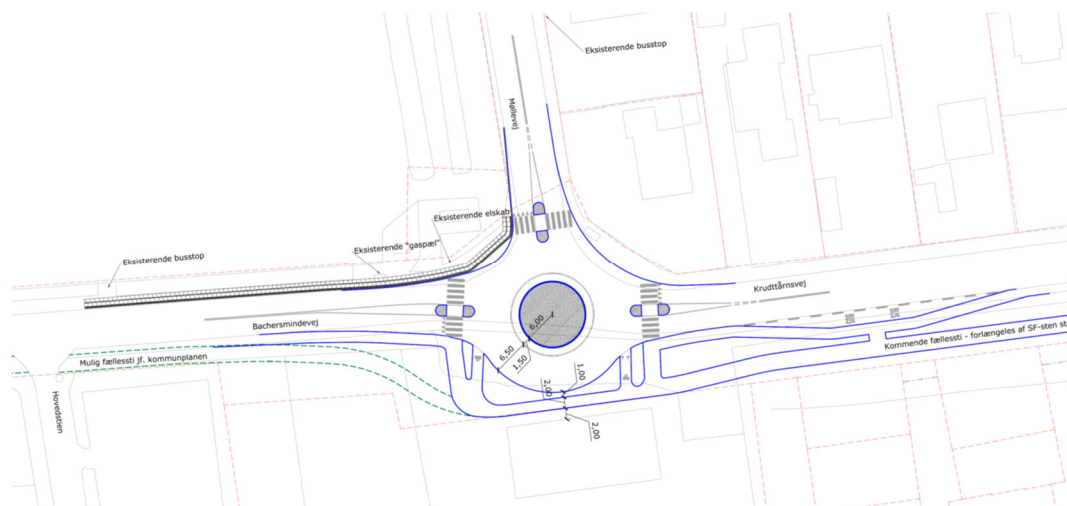 Eksisterende busstop
Møllevej
Eksisterende elskab
Eksisterende "gaspæl"
Eksisterende busstop
Krudttårnsvej
Bachersmindevej
6,00
6,50
1,50
1,00
2,00
2,00
Mulig fællessti jf. kommunplanen
Kommende fællessti - forlængeles af SF-sten st
Hovedstien